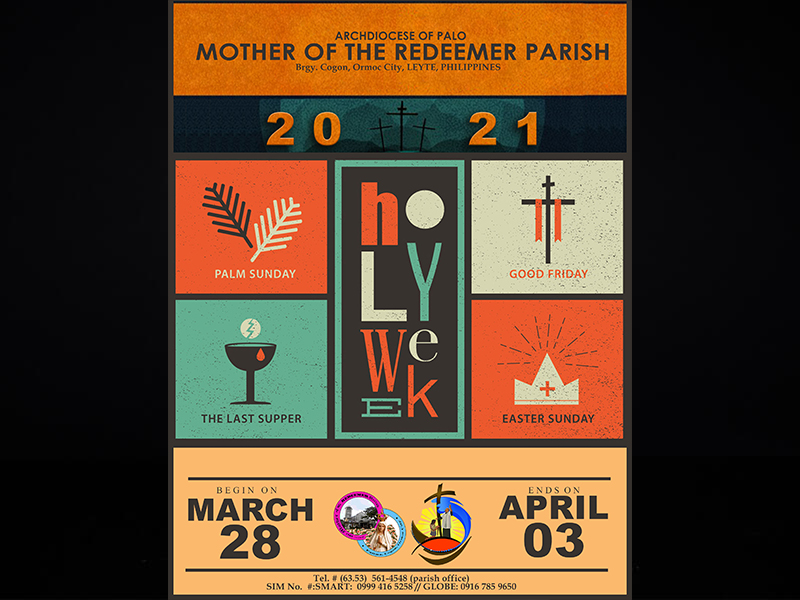 ARCHDIOCESE OF PALO
MOTHER OF THE REDEEMER PARISH
Brgy. Cogon, Ormoc City, LEYTE, PHILIPPINES
2021
PALM SUNDAY
THE LAST SUPPER
hOLY WeEk
GOOD FRIDAY
EASTER SUNDAY
BEGIN ON
MARCH
28
ENDS ON
APRIL
03
Tel. # (63.53) 561-4548 (parish office)
SIM No. #:SMART: 0999 416 5258 // GLOBE: 0916 785 9650